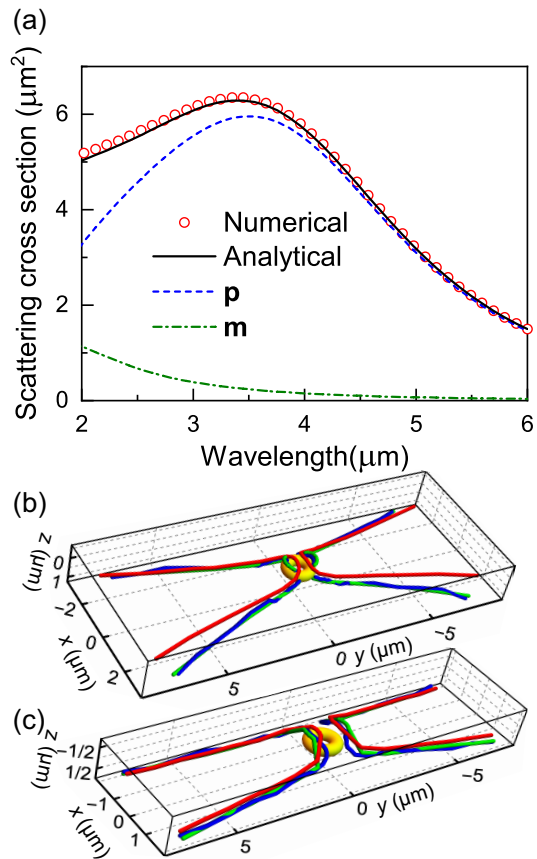 (a)
Scattering cross section (μm²)
6
4
2
0
Numerical
Analytical
p
m
2 3 4 5 6
Wavelength(μm)
(b)
z (μm)
0
1
−2
0
2
x (μm)
5
0
y (μm)
−5
(c)
z (μm)
−1/2
1/2
−1
0
1
x (μm)
5
0
y (μm)
−5